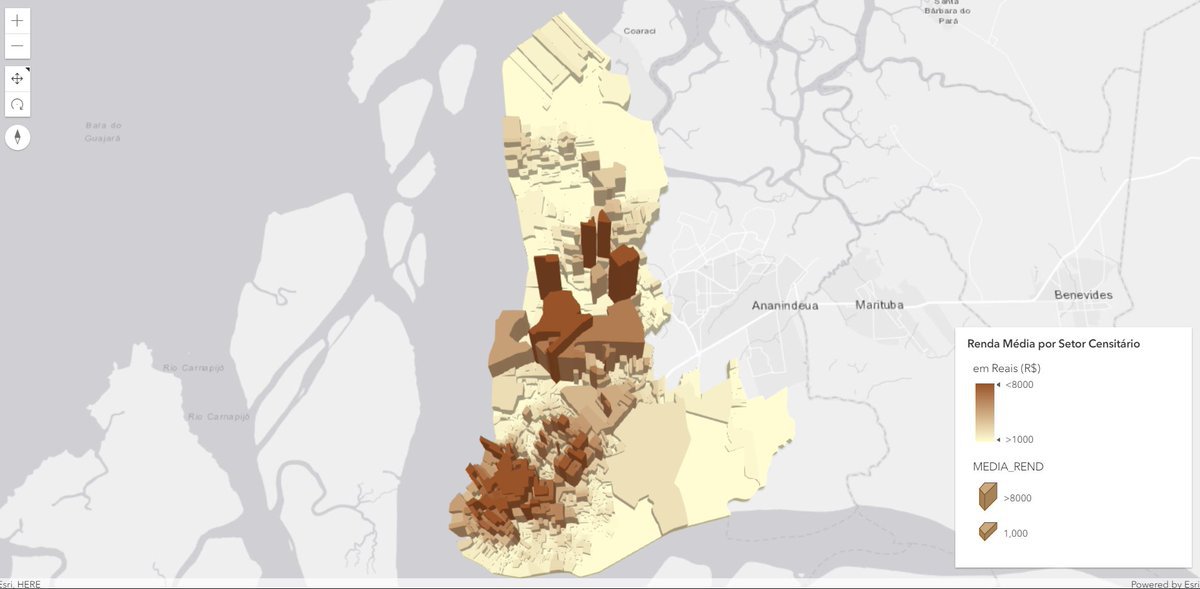 Santa
Bárbara do
Pará
Coaraci
Baía do
Guajará
Rio Carnapijó
Rio Carnapijó
Ananindeua
Marituba
Benevides
Renda Média por Setor Censitário
em Reais (R$)
<8000
>1000
MEDIA_REND
>8000
1,000
Esri, HERE
Powered by Esri